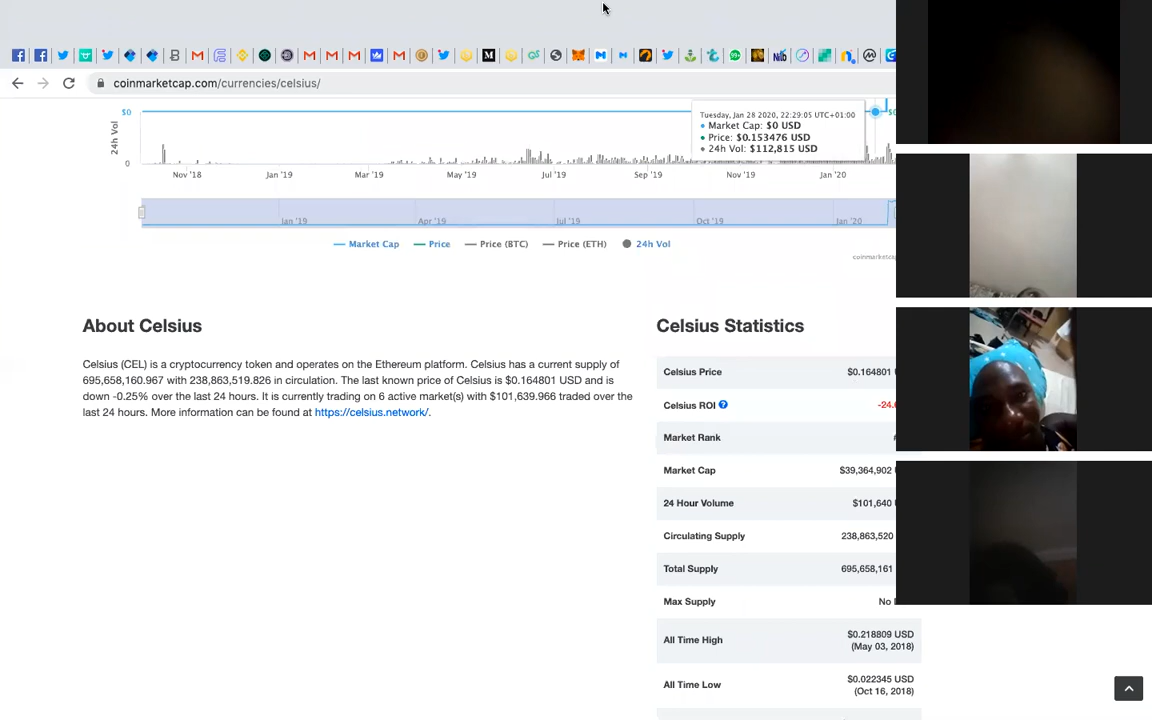 coinmarketcap.com/currencies/celsius/
$0
24h Vol
0
Tuesday, Jan 28 2020, 22:29:05 UTC+01:00
Market Cap: $0 USD
Price: $0.153476 USD
24h Vol: $112,815 USD
Nov '18 Jan '19 Mar '19 May '19 Jul '19 Sep '19 Nov '19 Jan '20
Jan '19 Apr '19 Jul '19 Oct '19 Jan '20
Market Cap Price Price (BTC) Price (ETH) 24h Vol
coinmarketcap
About Celsius
Celsius (CEL) is a cryptocurrency token and operates on the Ethereum platform. Celsius has a current supply of
695,658,160.967 with 238,863,519.826 in circulation. The last known price of Celsius is $0.164801 USD and is
down -0.25% over the last 24 hours. It is currently trading on 6 active market(s) with $101,639.966 traded over the
last 24 hours. More information can be found at https://celsius.network/.
Celsius Statistics
Celsius Price $0.164801
Celsius ROI
Market Rank
Market Cap $39,364,902
24 Hour Volume $101,640
Circulating Supply 238,863,520
Total Supply 695,658,161
Max Supply No
All Time High $0.218809 USD
(May 03, 2018)
All Time Low $0.022345 USD
(Oct 16, 2018)